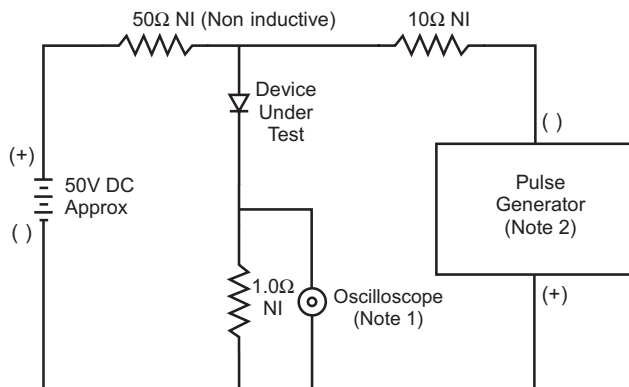 50Ω NI (Non inductive)
10Ω NI
Device
Under
Test
( )
(+)
50V DC
Approx
( )
Pulse
Generator
(Note 2)
1.0Ω
NI
Oscilloscope
(Note 1)
(+)